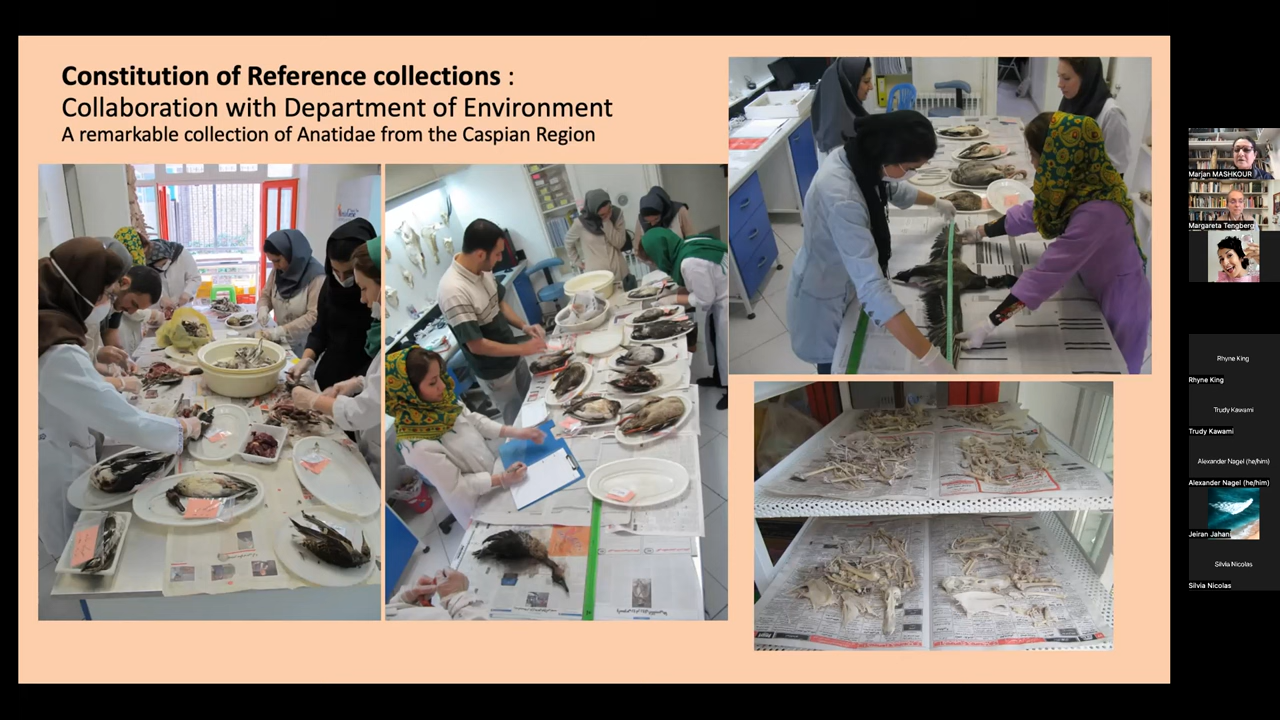 Constitution of Reference collections :
Collaboration with Department of Environment
A remarkable collection of Anatidae from the Caspian Region
Marjan MASHKOUR
Margareta Tengberg
Rhyne King
Rhyne King
Trudy Kawami
Trudy Kawami
Alexander Nagel (he/him)
Alexander Nagel (he/him)
Jeiran Jahani
Silvia Nicolas
Silvia Nicolas